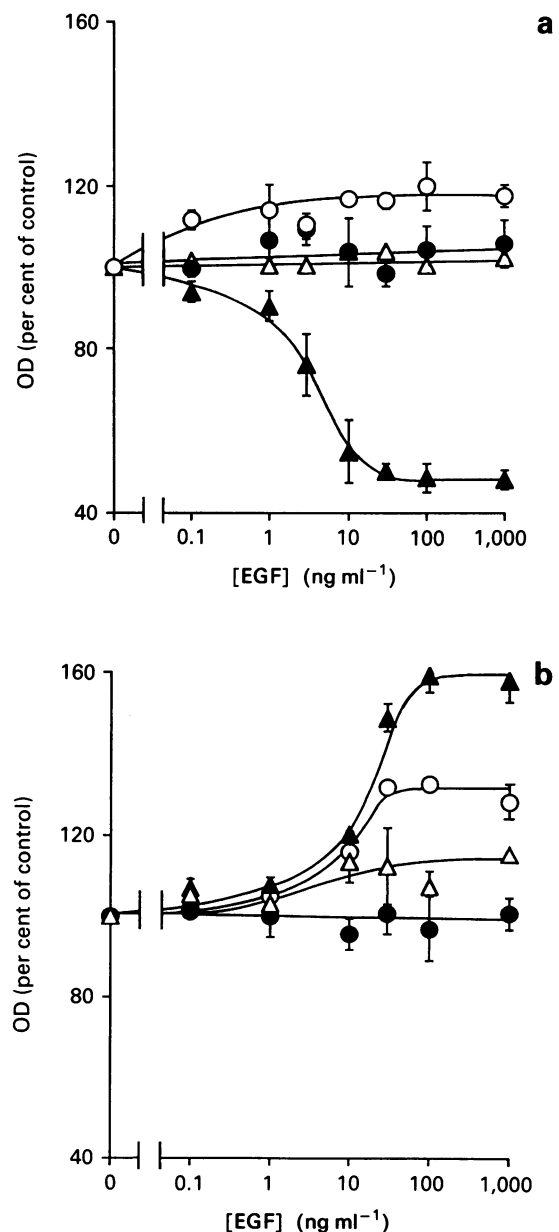 a
160
120
80
40
OD (per cent of control)
0 0.1 1 10 100 1,000
[EGF] (ng ml⁻¹)
b
160
120
80
40
OD (per cent of control)
0 0.1 1 10 100 1,000
[EGF] (ng ml⁻¹)